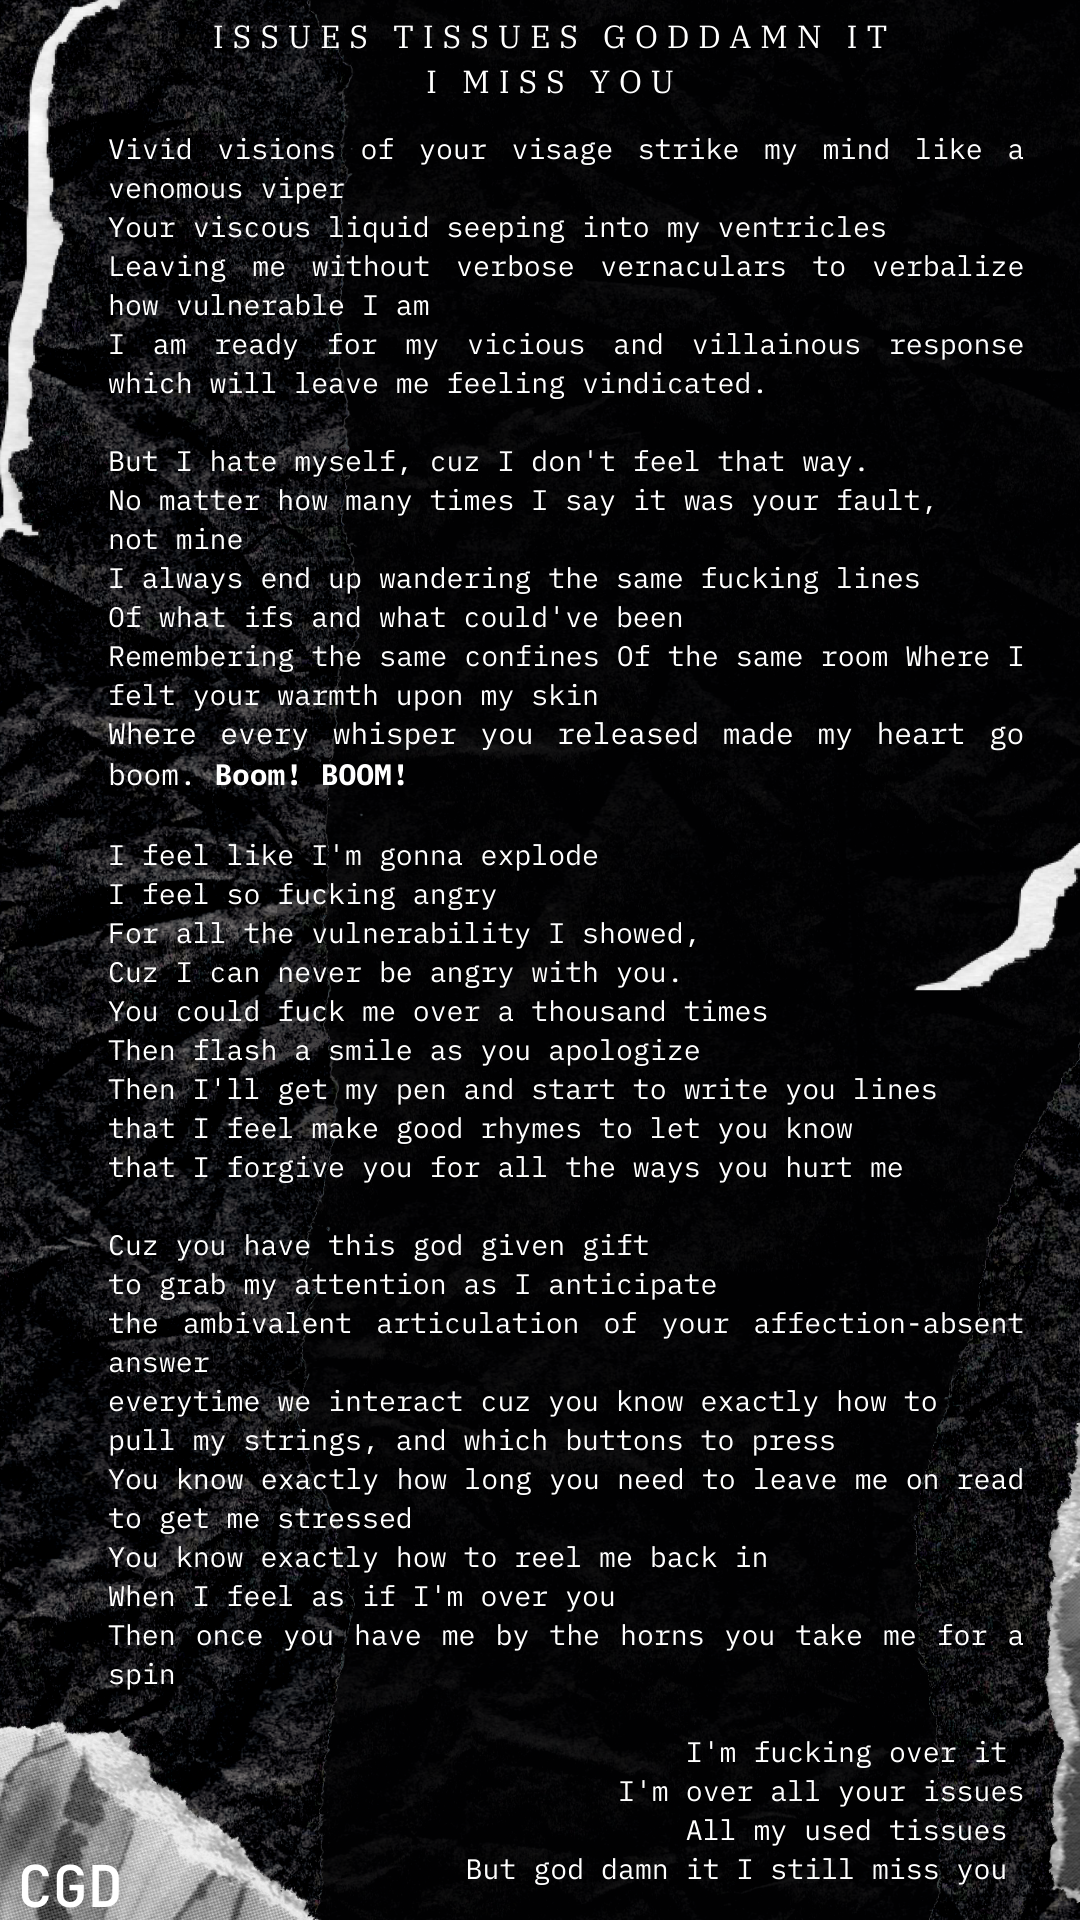 ISSUES TISSUES GODDAMN IT
I MISS YOU
Vivid visions of your visage strike my mind like a
venomous viper
Your viscous liquid seeping into my ventricles
Leaving me without verbose vernaculars to verbalize
how vulnerable I am
I am ready for my vicious and villainous response
which will leave me feeling vindicated.
But I hate myself, cuz I don't feel that way.
No matter how many times I say it was your fault,
not mine
I always end up wandering the same fucking lines
Of what ifs and what could've been
Remembering the same confines Of the same room Where I
felt your warmth upon my skin
Where every whisper you released made my heart go
boom. Boom! BOOM!
I feel like I'm gonna explode
I feel so fucking angry
For all the vulnerability I showed,
Cuz I can never be angry with you.
You could fuck me over a thousand times
Then flash a smile as you apologize
Then I'll get my pen and start to write you lines
that I feel make good rhymes to let you know
that I forgive you for all the ways you hurt me
Cuz you have this god given gift
to grab my attention as I anticipate
the ambivalent articulation of your affection-absent
answer
everytime we interact cuz you know exactly how to
pull my strings, and which buttons to press
You know exactly how long you need to leave me on read
to get me stressed
You know exactly how to reel me back in
When I feel as if I'm over you
Then once you have me by the horns you take me for a
spin
I'm fucking over it
I'm over all your issues
All my used tissues
But god damn it I still miss you
CGD